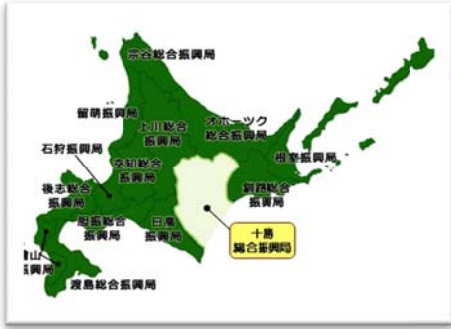 宗谷総合振興局
留萌振興局
上川総合
振興局
オホーツク
総合振興局
石狩振興局
空知総合
振興局
根室振興局
後志総合
振興局
釧路総合
振興局
胆振総合
振興局
日高
振興局
十勝
総合振興局
山
振興局
渡島総合振興局